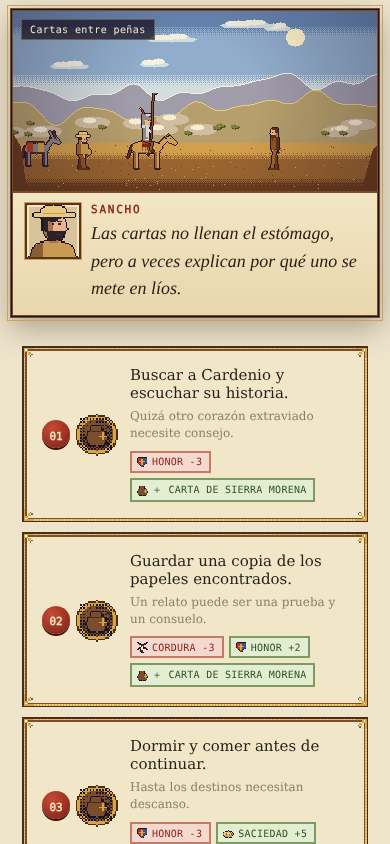 Cartas entre peñas
SANCHO
Las cartas no llenan el estómago,
pero a veces explican por qué uno se
mete en líos.
01
Buscar a Cardenio y
escuchar su historia.
Quizá otro corazón extraviado
necesite consejo.
HONOR -3
+ CARTA DE SIERRA MORENA
02
Guardar una copia de los
papeles encontrados.
Un relato puede ser una prueba y
un consuelo.
CORDURA -3 HONOR +2
+ CARTA DE SIERRA MORENA
03
Dormir y comer antes de
continuar.
Hasta los destinos necesitan
descanso.
HONOR -3 SACIEDAD +5